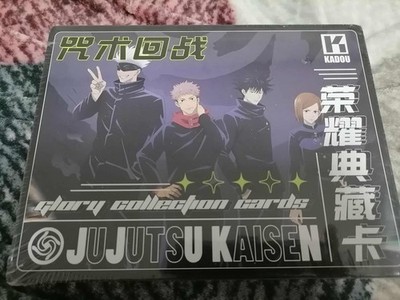 咒术回战
KADOU
荣耀典藏卡
Glory collection cards
JUJUTSU KAISEN